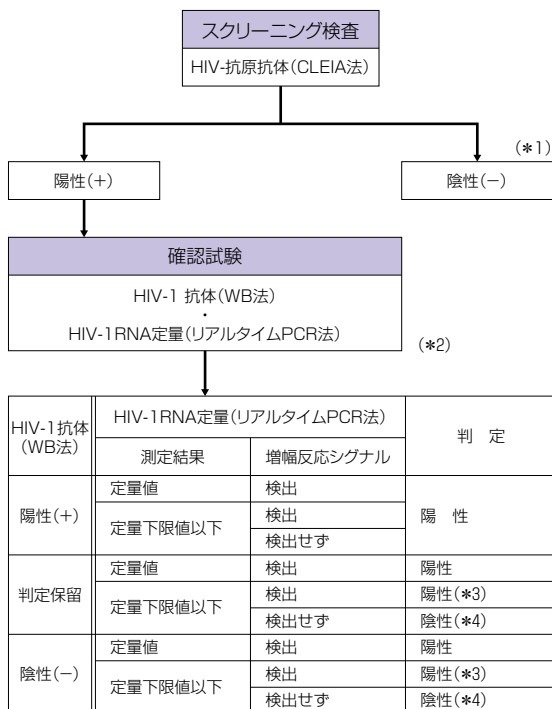 スクリーニング検査
HIV-抗原抗体(CLEIA法)
(*1)
陽性(+)
陰性(−)
確認試験
HIV-1 抗体(WB法)
・
HIV-1RNA定量(リアルタイムPCR法)
(*2)
HIV-1抗体
(WB法)
HIV-1RNA定量(リアルタイムPCR法)
判 定
測定結果
増幅反応シグナル
陽性(+)
定量値
検出
陽 性
定量下限値以下
検出
検出せず
判定保留
定量値
検出
陽性
定量下限値以下
検出
陽性(*3)
検出せず
陰性(*4)
陰性(−)
定量値
検出
陽性
定量下限値以下
検出
陽性(*3)
検出せず
陰性(*4)